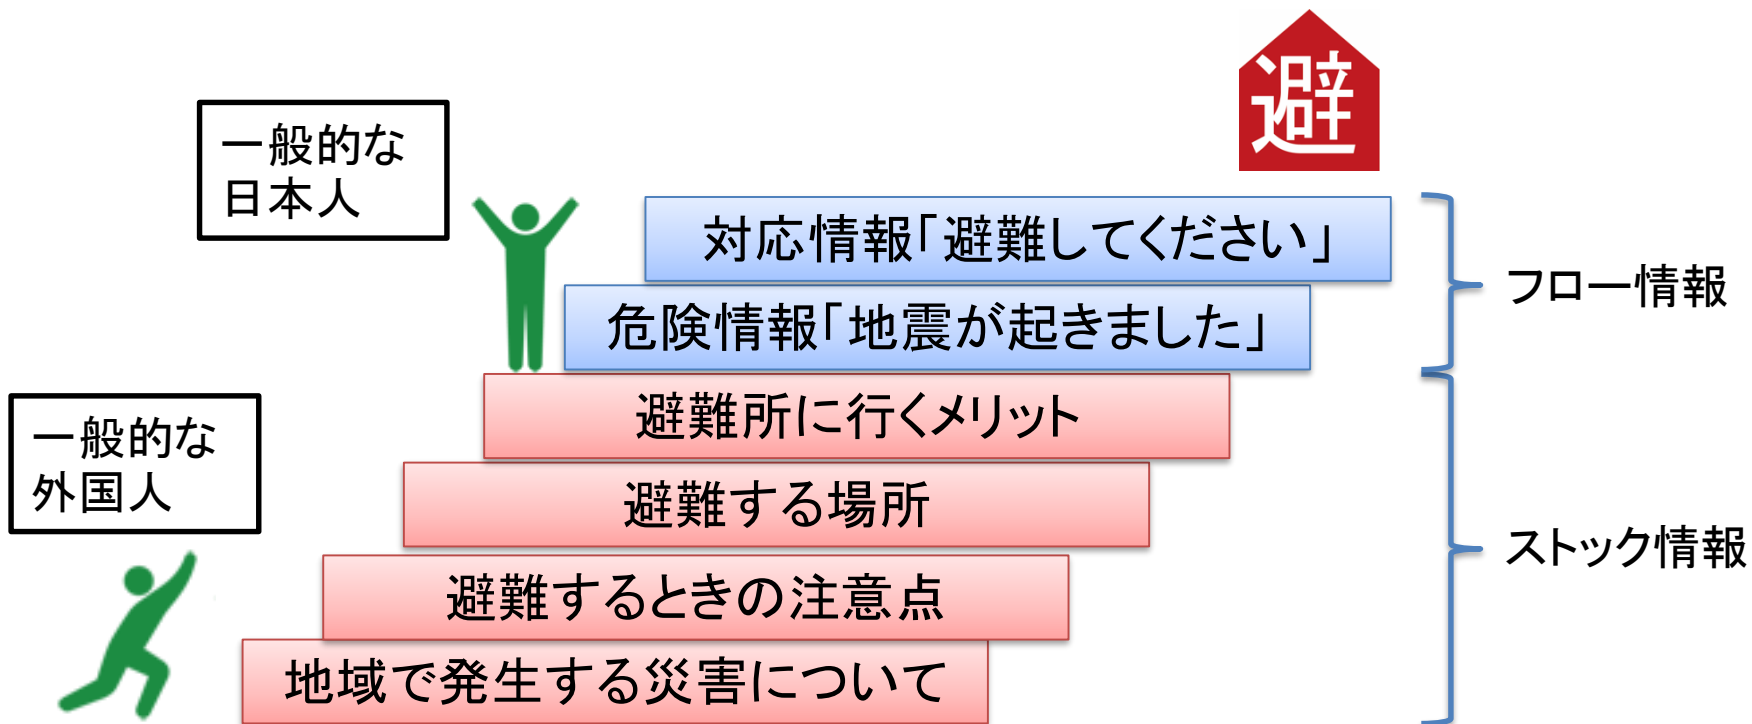 避
一般的な
日本人
対応情報「避難してください」
フロー情報
危険情報「地震が起きました」
避難所に行くメリット
一般的な
外国人
避難する場所
ストック情報
避難するときの注意点
地域で発生する災害について